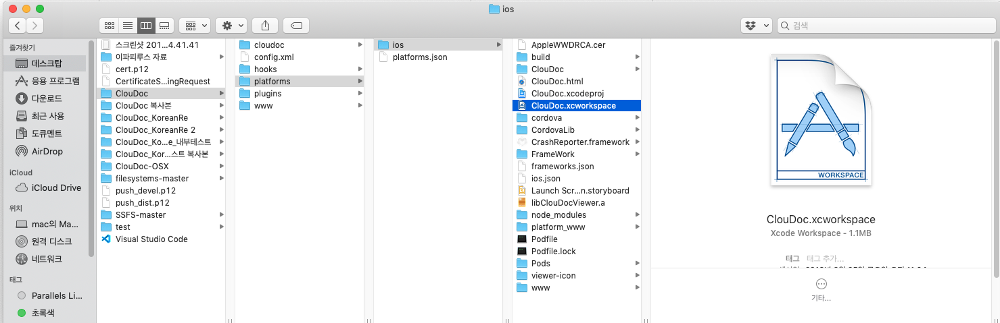 ios
검색
즐겨찾기
데스크탑
응용 프로그램
다운로드
최근 사용
도큐멘트
AirDrop
iCloud
iCloud Drive
위치
mac의 Ma...
원격 디스크
네트워크
태그
Parallels Li...
초록색
스크린샷 201...4.41.41
이파피루스 자료
cert.p12
CertificateS...ingRequest
ClouDoc
ClouDoc 복사본
ClouDoc_KoreanRe
ClouDoc_KoreanRe 2
ClouDoc_Ko...e_내부테스트
ClouDoc_Kor...스트 복사본
ClouDoc-OSX
filesystems-master
push_devel.p12
push_dist.p12
SSFS-master
test
Visual Studio Code
cloudoc
config.xml
hooks
platforms
plugins
www
ios
platforms.json
AppleWWDRCA.cer
build
ClouDoc
ClouDoc.html
ClouDoc.xcodeproj
ClouDoc.xcworkspace
cordova
CordovaLib
CrashReporter.framework
FrameWork
frameworks.json
ios.json
Launch Scr...n.storyboard
libClouDocViewer.a
node_modules
platform_www
Podfile
Podfile.lock
Pods
viewer-icon
www
WORKSPACE
ClouDoc.xcworkspace
Xcode Workspace - 1.1MB
태그 태그 추가...
기타...